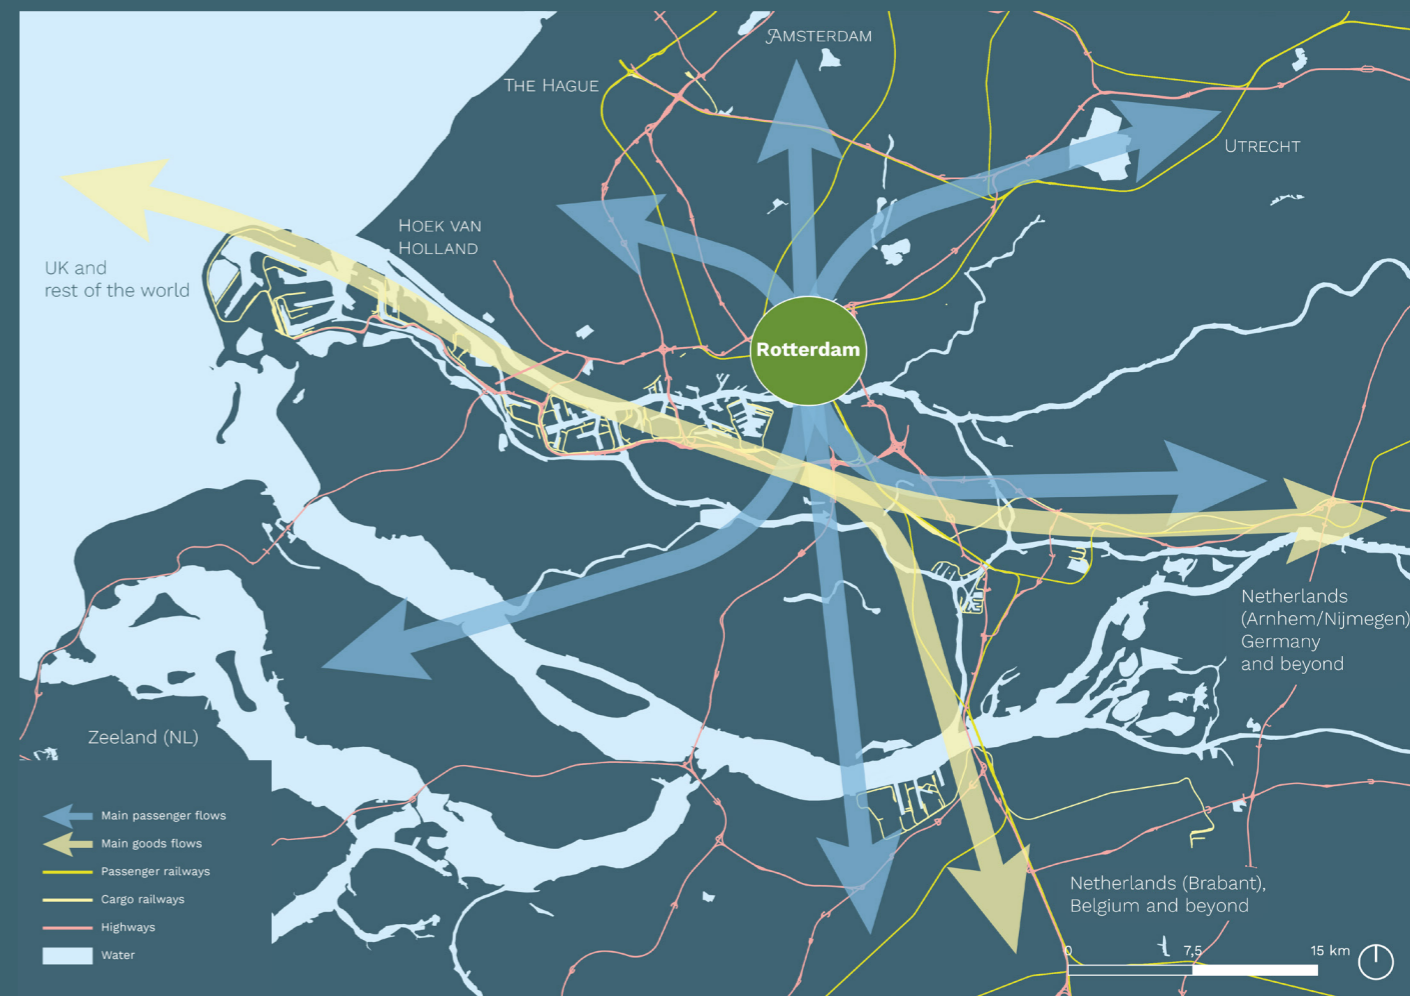 AMSTERDAM
THE HAGUE
UTRECHT
HOEK VAN
HOLLAND
UK and
rest of the world
Rotterdam
Netherlands
(Arnhem/Nijmegen)
Germany
and beyond
Zeeland (NL)
Main passenger flows
Main goods flows
Passenger railways
Cargo railways
Highways
Water
Netherlands (Brabant),
Belgium and beyond
0 7,5 15 km